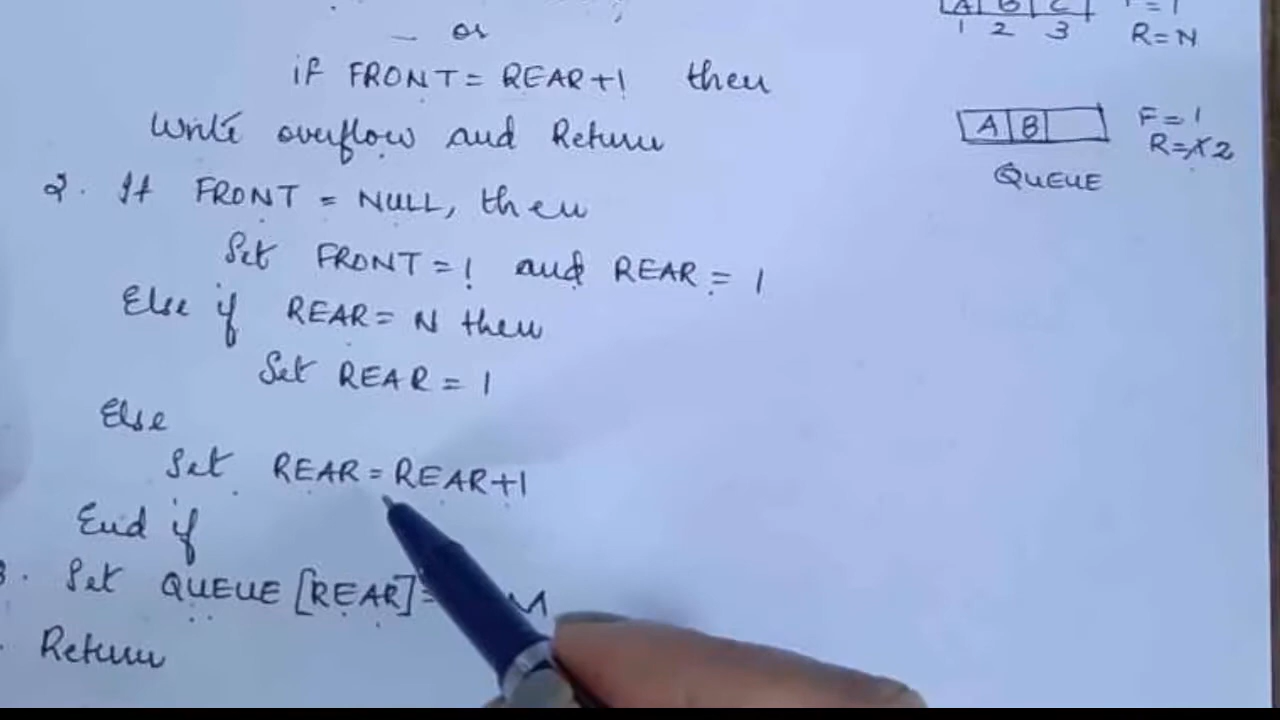 or
if FRONT = REAR+1 then
Write overflow and Return
2. If FRONT = NULL, then
Set FRONT = 1 and REAR = 1
Else if REAR = N then
Set REAR = 1
Else
Set REAR = REAR+1
End if
3. Set QUEUE [REAR] = M
Return
A B C
1 2 3
R = N
A B
F = 1
R = 1 2
QUEUE